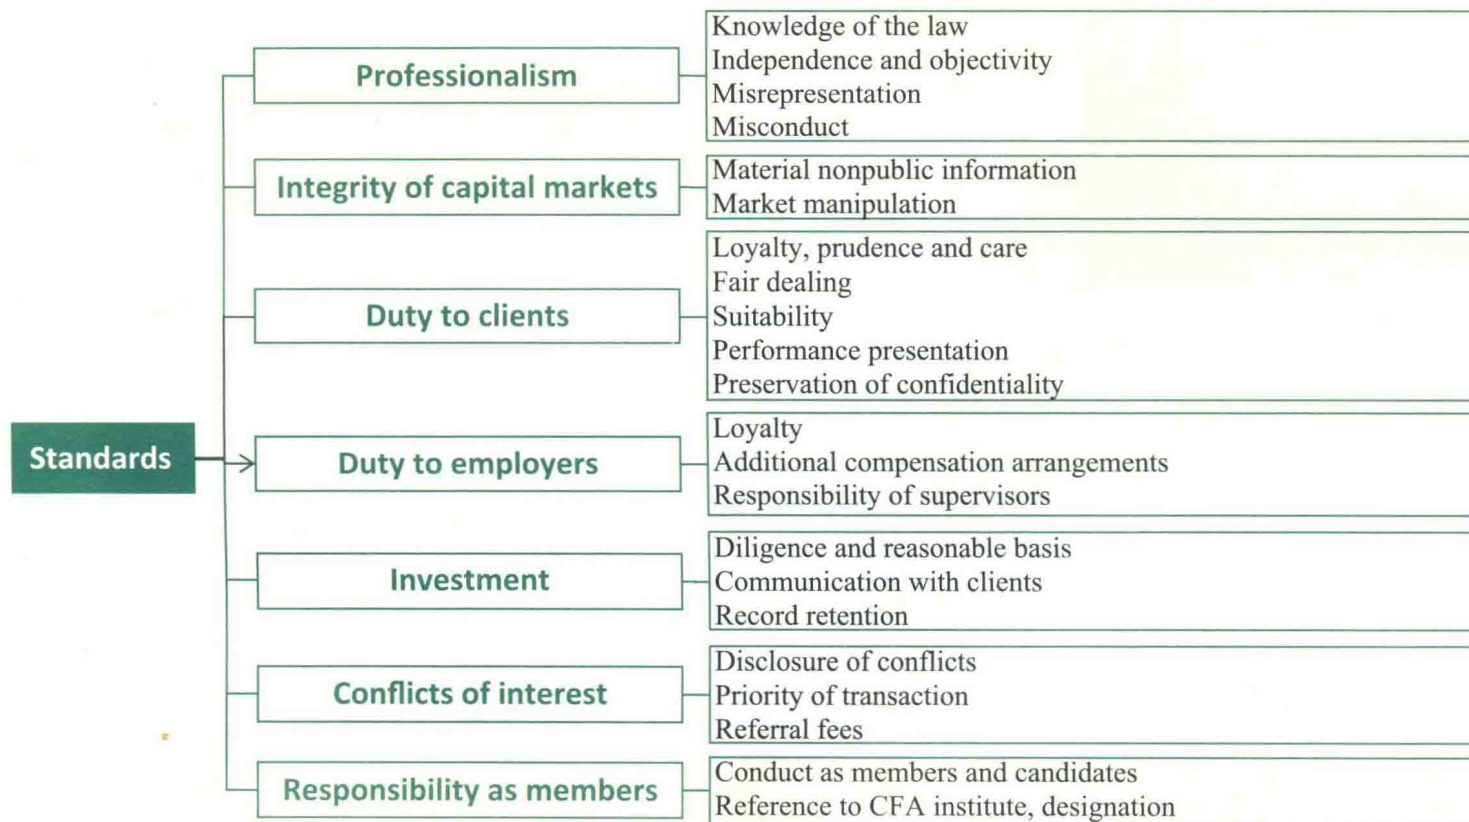 Standards
Professionalism
Knowledge of the law
Independence and objectivity
Misrepresentation
Misconduct
Integrity of capital markets
Material nonpublic information
Market manipulation
Duty to clients
Loyalty, prudence and care
Fair dealing
Suitability
Performance presentation
Preservation of confidentiality
Duty to employers
Loyalty
Additional compensation arrangements
Responsibility of supervisors
Investment
Diligence and reasonable basis
Communication with clients
Record retention
Conflicts of interest
Disclosure of conflicts
Priority of transaction
Referral fees
Responsibility as members
Conduct as members and candidates
Reference to CFA institute, designation